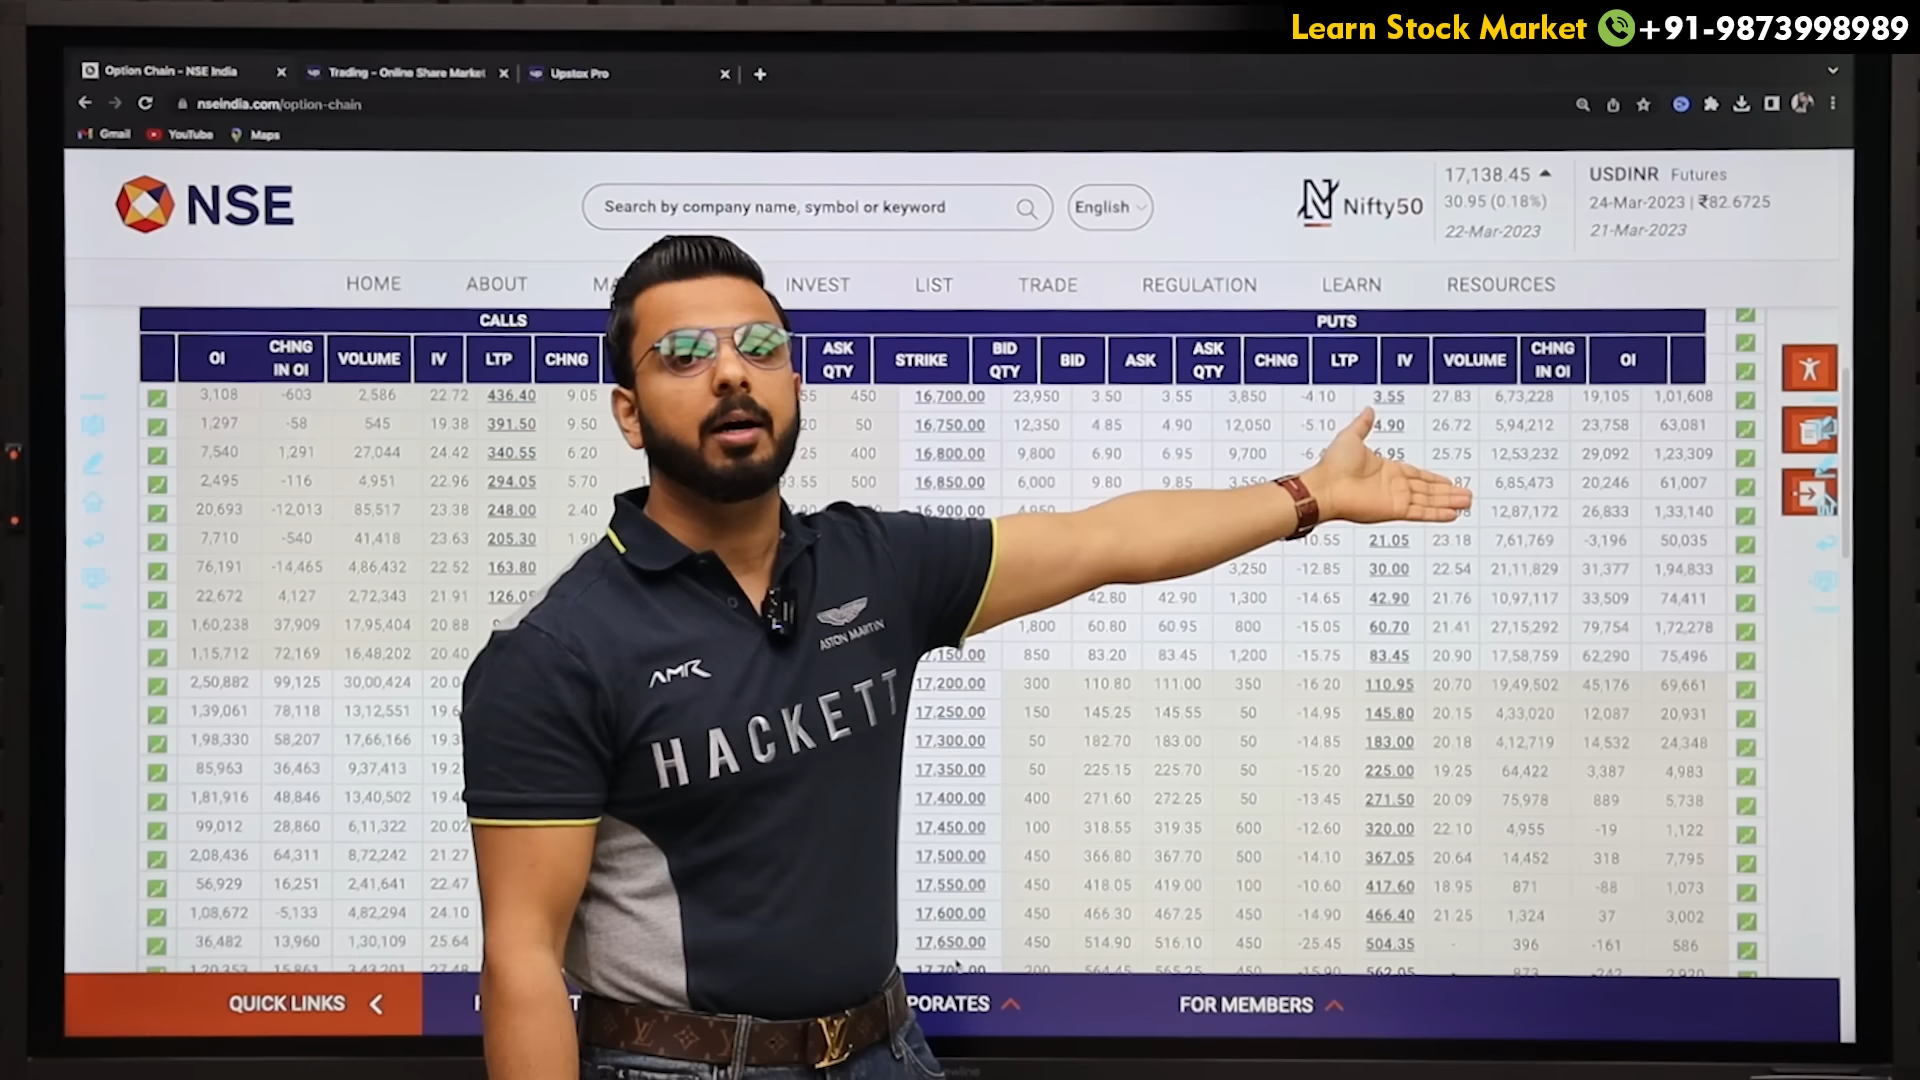 Learn Stock Market +91-9873998989
Option Chain - NSE India Trading - Online Share Market Upstox Pro
nseindia.com/option-chain
Gmail YouTube Maps
NSE Search by company name, symbol or keyword English Nifty50
17,138.45
30.95 (0.18%)
22-Mar-2023
USDINR Futures
24-Mar-2023 | ₹82.6725
21-Mar-2023
HOME ABOUT INVEST LIST TRADE REGULATION LEARN RESOURCES
CALLS PUTS
OI CHNG IN OI VOLUME IV LTP CHNG ASK QTY STRIKE BID QTY BID ASK ASK QTY CHNG LTP IV VOLUME CHNG IN OI OI
3,108 -603 2,586 22.72 436.40 9.05 450 16,700.00 23,950 3.50 3.55 3,850 -4.10 3.55 27.83 6,73,228 19,105 1,01,608
1,297 -58 545 19.38 391.50 9.50 50 16,750.00 12,350 4.85 4.90 12,050 -5.10 4.90 26.72 5,94,212 23,758 63,081
7,540 1,291 27,044 24.42 340.55 6.20 400 16,800.00 9,800 6.90 6.95 9,700 25.75 12,53,232 29,092 1,23,309
2,495 -116 4,951 22.96 294.05 5.70 500 16,850.00 6,000 9.80 9.85 3,550 6,85,473 20,246 61,007
20,693 -12,013 85,517 23.38 248.00 2.40 16,900.00 4,950 12,87,172 26,833 1,33,140
7,710 -540 41,418 23.63 205.30 1.90 -10.55 21.05 23.18 7,61,769 -3,196 50,035
76,191 -14,465 4,86,432 22.52 163.80 3,250 -12.85 30.00 22.54 21,11,829 31,377 1,94,833
22,672 4,127 2,72,343 21.91 42.80 42.90 1,300 -14.65 42.90 21.76 10,97,117 33,509 74,411
1,60,238 37,909 17,95,404 20.88 1,800 60.80 60.95 800 -15.05 60.70 21.41 27,15,292 79,754 1,72,278
1,15,712 72,169 16,48,202 20.40 17,150.00 850 83.20 83.45 1,200 -15.75 83.45 20.90 17,58,759 62,290 75,496
2,50,882 99,125 30,00,424 17,200.00 300 110.80 111.00 350 -16.20 110.95 20.70 19,49,502 45,176 69,661
1,39,061 78,118 13,12,551 17,250.00 150 145.25 145.55 50 -14.95 145.80 20.15 4,33,020 12,087 20,931
1,98,330 58,207 17,66,166 17,300.00 50 182.70 183.00 50 -14.85 183.00 20.18 4,12,719 14,532 24,348
85,963 36,463 9,37,413 17,350.00 50 225.15 225.70 50 -15.20 225.00 19.25 64,422 3,387 4,983
1,81,916 48,846 13,40,502 17,400.00 400 271.60 272.25 50 -13.45 271.50 20.09 75,978 889 5,738
99,012 28,860 6,11,322 20.02 17,450.00 100 318.55 319.35 600 -12.60 320.00 22.10 4,955 -19 1,122
2,08,436 64,311 8,72,242 21.27 17,500.00 450 366.80 367.70 500 -14.10 367.05 20.64 14,452 318 7,795
56,929 16,251 2,41,641 22.47 17,550.00 450 418.05 419.00 100 -10.60 417.60 18.95 871 -88 1,073
1,08,672 -5,133 4,82,294 24.10 17,600.00 450 466.30 467.25 450 -14.90 466.40 21.25 1,324 37 3,002
36,482 13,960 1,30,109 25.64 17,650.00 450 514.90 516.10 450 -25.45 504.35 - 396 -161 586
AMR ASTON MARTIN
HACKETT
QUICK LINKS PORATES FOR MEMBERS